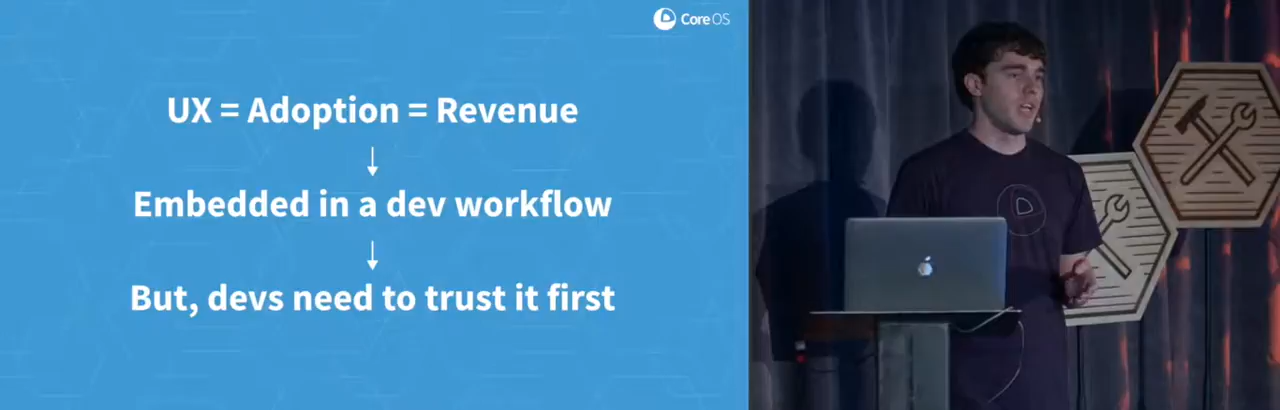 CoreOS
UX = Adoption = Revenue
Embedded in a dev workflow
But, devs need to trust it first